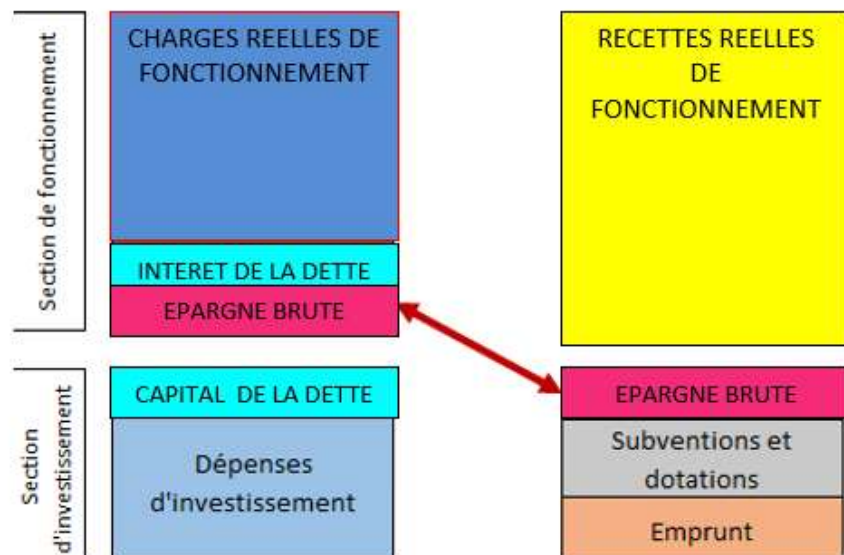 Section de fonctionnement
CHARGES REELLES DE
FONCTIONNEMENT
INTERET DE LA DETTE
EPARGNE BRUTE
RECETTES REELLES
DE
FONCTIONNEMENT
Section
d'investissement
CAPITAL DE LA DETTE
Dépenses
d'investissement
EPARGNE BRUTE
Subventions et
dotations
Emprunt